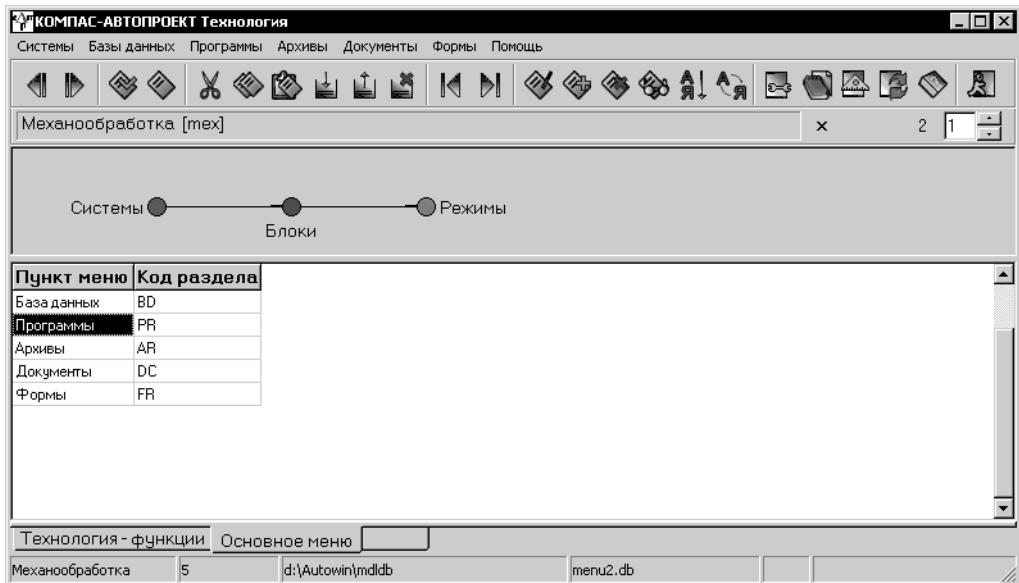 КОМПАС-АВТОПРОЕКТ Технология
Системы Базы данных Программы Архивы Документы Формы Помощь
Механообработка [mex] × 2 1
Системы Режимы
Блоки
Пункт меню Код раздела
База данных BD
Программы PR
Архивы AR
Документы DC
Формы FR
Технология - функции Основное меню
Механообработка 5 d:\Autowin\mdldb menu2.db